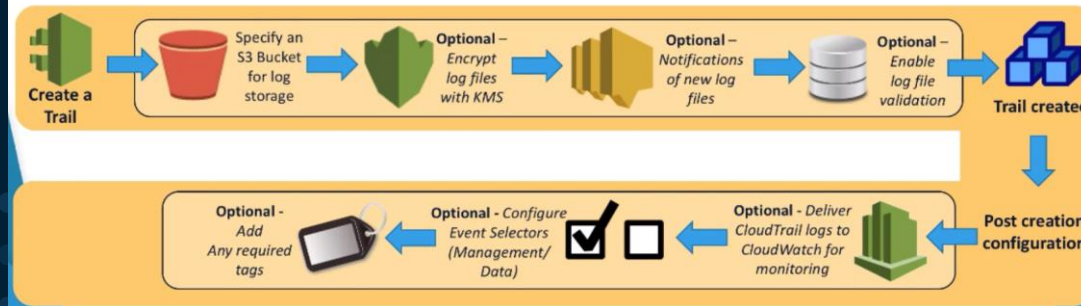 Create a
Trail
Specify an
S3 Bucket
for log
storage
Optional –
Encrypt
log files
with KMS
Optional –
Notifications
of new log
files
Optional –
Enable
log file
validation
Trail created
Post creation
configuration
Optional - Deliver
CloudTrail logs to
CloudWatch for
monitoring
Optional - Configure
Event Selectors
(Management/
Data)
Optional -
Add
Any required
tags